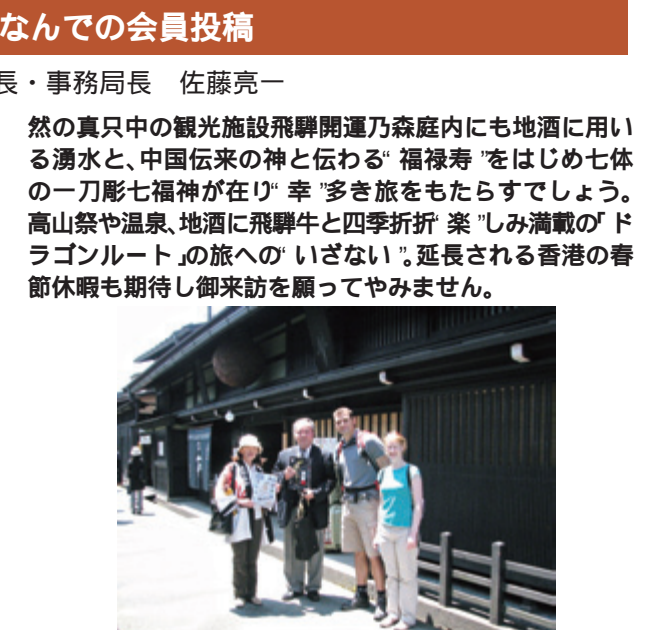 なんでの会員投稿
長・事務局長　佐藤亮一
然の真只中の観光施設飛騨開運乃森庭内にも地酒に用い
る湧水と、中国伝来の神と伝わる“福禄寿”をはじめ七体
の一刀彫七福神が在り“幸”多き旅をもたらすでしょう。
高山祭や温泉、地酒に飛騨牛と四季折折“楽”しみ満載の「ド
ラゴンルート」の旅への“いざない”。延長される香港の春
節休暇も期待し御来訪を願ってやみません。